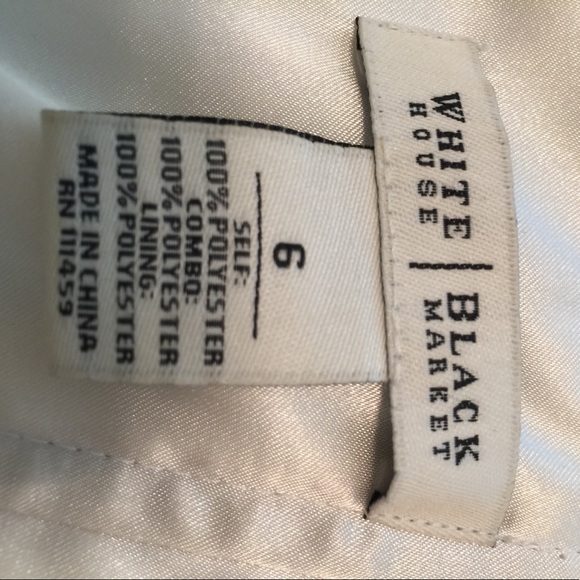 WHITE | BLACK
HOUSE MARKET
6
SELF:
100% POLYESTER
COMBO:
100% POLYESTER
LINING:
100% POLYESTER
MADE IN CHINA
RN 111459